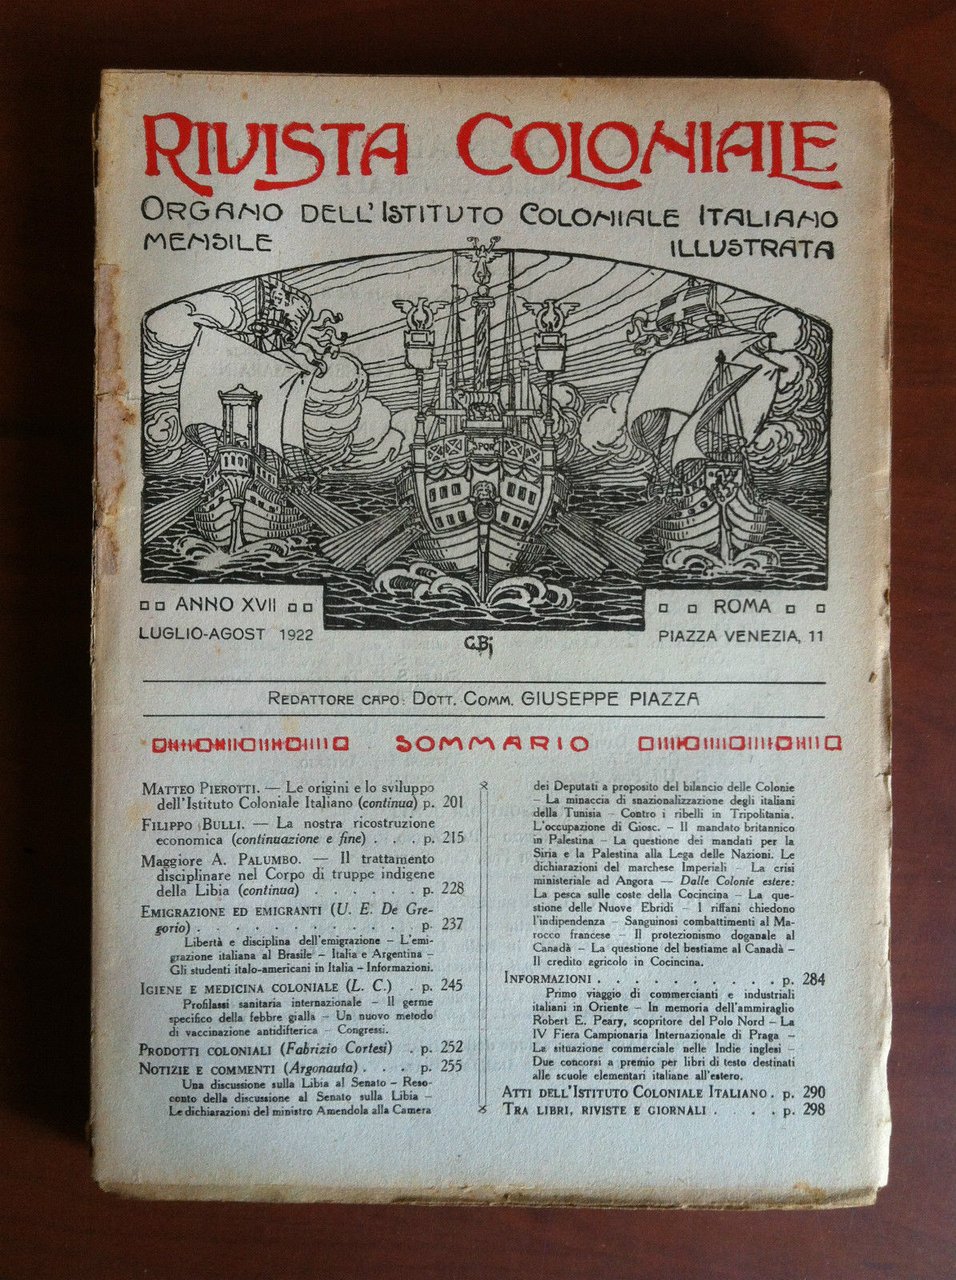 RIVISTA COLONIALE
ORGANO DELL'ISTITUTO COLONIALE ITALIANO
MENSILE ILLUSTRATA
SPQR
ANNO XVII
LUGLIO-AGOST 1922
ROMA
PIAZZA VENEZIA, 11
GBj
REDATTORE CAPO: DOTT. COMM. GIUSEPPE PIAZZA
SOMMARIO
MATTEO PIEROTTI. — Le origini e lo sviluppo
dell'Istituto Coloniale Italiano (continua) p. 201
FILIPPO BULLI. — La nostra ricostruzione
economica (continuazione e fine) . . . p. 215
Maggiore A. PALUMBO. — Il trattamento
disciplinare nel Corpo di truppe indigene
della Libia (continua) . . . . . . p. 228
EMIGRAZIONE ED EMIGRANTI (U. E. De Gre-
gorio) . . . . . . . . . . . . p. 237
Libertà e disciplina dell'emigrazione – L'emi-
grazione italiana al Brasile – Italia e Argentina –
Gli studenti italo-americani in Italia – Informazioni.
IGIENE E MEDICINA COLONIALE (L. C.) . p. 245
Profilassi sanitaria internazionale – Il germe
specifico della febbre gialla – Un nuovo metodo
di vaccinazione antidifterica – Congressi.
PRODOTTI COLONIALI (Fabrizio Cortesi) . p. 252
NOTIZIE E COMMENTI (Argonauta) . . . p. 255
Una discussione sulla Libia al Senato – Reso-
conto della discussione al Senato sulla Libia –
Le dichiarazioni del ministro Amendola alla Camera
dei Deputati a proposito del bilancio delle Colonie
– La minaccia di snazionalizzazione degli italiani
della Tunisia – Contro i ribelli in Tripolitania.
L'occupazione di Giosc. – Il mandato britannico
in Palestina – La questione dei mandati per la
Siria e la Palestina alla Lega delle Nazioni. Le
dichiarazioni del marchese Imperiali – La crisi
ministeriale ad Angora — Dalle Colonie estere:
La pesca sulle coste della Cocincina – La que-
stione delle Nuove Ebridi – I riffani chiedono
l'indipendenza – Sanguinosi combattimenti al Ma-
rocco francese – Il protezionismo doganale al
Canadà – La questione del bestiame al Canadà –
Il credito agricolo in Cocincina.
INFORMAZIONI . . . . . . . . . p. 284
Primo viaggio di commercianti e industriali
italiani in Oriente – In memoria dell'ammiraglio
Robert E. Peary, scopritore del Polo Nord – La
IV Fiera Campionaria Internazionale di Praga –
La situazione commerciale nelle Indie inglesi –
Due concorsi a premio per libri di testo destinati
alle scuole elementari italiane all'estero.
ATTI DELL'ISTITUTO COLONIALE ITALIANO . p. 290
TRA LIBRI, RIVISTE E GIORNALI . . . . p. 298